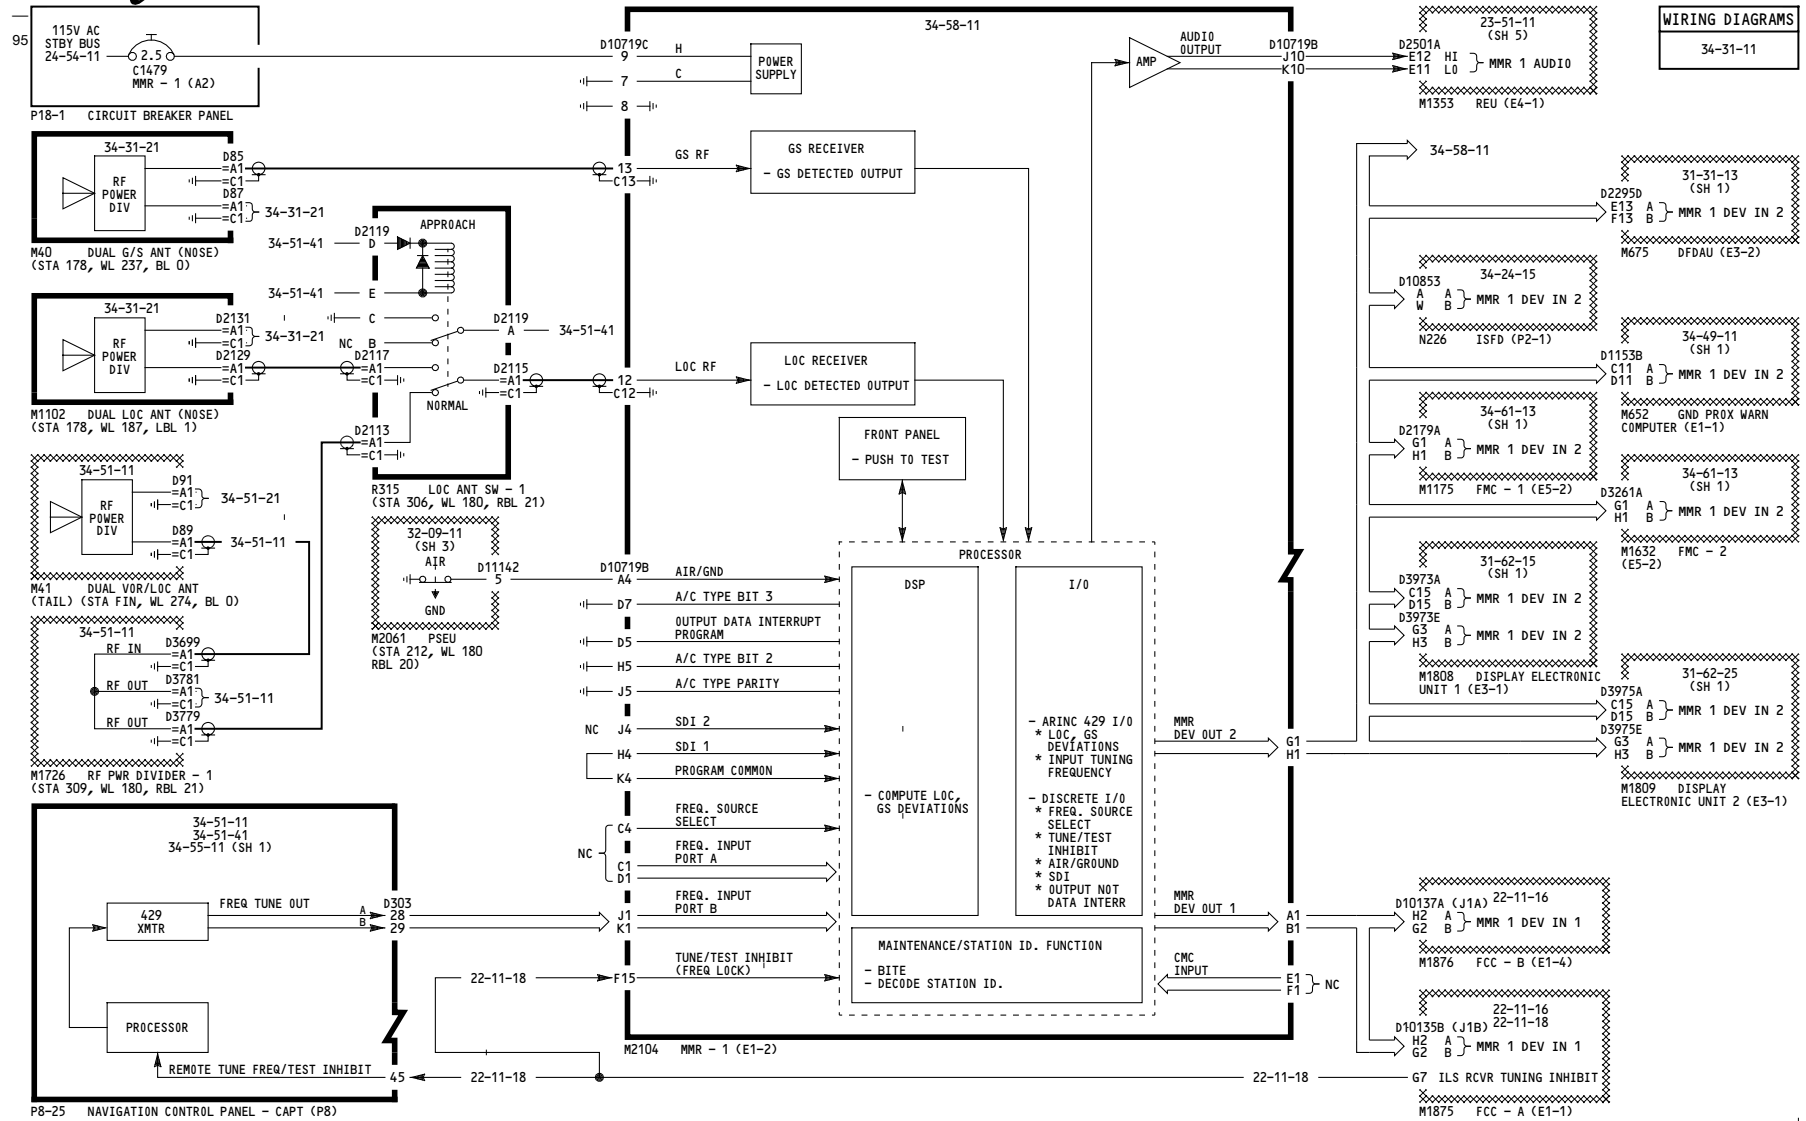 95
115V AC
STBY BUS
24-54-11
2.5
C1479
MMR - 1 (A2)
P18-1 CIRCUIT BREAKER PANEL
34-31-21
RF
POWER
DIV
D85
A1
C1
D87
A1
C1
34-31-21
M40 DUAL G/S ANT (NOSE)
(STA 178, WL 237, BL 0)
34-31-21
RF
POWER
DIV
D2131
A1
C1
34-31-21
D2129
A1
C1
M1102 DUAL LOC ANT (NOSE)
(STA 178, WL 187, LBL 1)
34-51-11
RF
POWER
DIV
D91
A1
C1
34-51-21
D89
A1
C1
34-51-11
M41 DUAL VOR/LOC ANT
(TAIL) (STA FIN, WL 274, BL 0)
34-51-11
RF IN
D3699
A1
C1
RF OUT
D3781
A1
C1
34-51-11
RF OUT
D3779
A1
C1
M1726 RF PWR DIVIDER - 1
(STA 309, WL 180, RBL 21)
34-51-11
34-51-41
34-55-11 (SH 1)
429
XMTR
FREQ TUNE OUT
A
B
D303
28
29
PROCESSOR
REMOTE TUNE FREQ/TEST INHIBIT
45
22-11-18
P8-25 NAVIGATION CONTROL PANEL - CAPT (P8)
APPROACH
34-51-41
D2119
D
34-51-41
E
C
NC B
D2117
A1
C1
D2119
A
34-51-41
D2115
A1
C1
NORMAL
D2113
A1
C1
R315 LOC ANT SW - 1
(STA 306, WL 180, RBL 21)
32-09-11
(SH 3)
AIR
GND
D11142
5
M2061 PSEU
(STA 212, WL 180
RBL 20)
34-58-11
D10719C
9
H
7
C
8
POWER
SUPPLY
13
C13
GS RF
GS RECEIVER
- GS DETECTED OUTPUT
12
C12
LOC RF
LOC RECEIVER
- LOC DETECTED OUTPUT
FRONT PANEL
- PUSH TO TEST
AMP
AUDIO
OUTPUT
D10719B
J10
K10
D10719B
A4
AIR/GND
D7
A/C TYPE BIT 3
D5
OUTPUT DATA INTERRUPT
PROGRAM
H5
A/C TYPE BIT 2
J5
A/C TYPE PARITY
NC J4
SDI 2
H4
SDI 1
K4
PROGRAM COMMON
NC
C4
FREQ. SOURCE
SELECT
C1
D1
FREQ. INPUT
PORT A
J1
K1
FREQ. INPUT
PORT B
22-11-18
F15
TUNE/TEST INHIBIT
(FREQ LOCK)
PROCESSOR
DSP
- COMPUTE LOC,
GS DEVIATIONS
I/O
- ARINC 429 I/O
* LOC, GS
DEVIATIONS
* INPUT TUNING
FREQUENCY
- DISCRETE I/O
* FREQ. SOURCE
SELECT
* TUNE/TEST
INHIBIT
* AIR/GROUND
* SDI
* OUTPUT NOT
DATA INTERR
MAINTENANCE/STATION ID. FUNCTION
- BITE
- DECODE STATION ID.
MMR
DEV OUT 2
G1
H1
MMR
DEV OUT 1
A1
B1
CMC
INPUT
E1
F1
NC
M2104 MMR - 1 (E1-2)
22-11-18
23-51-11
(SH 5)
D2501A
E12 HI
E11 LO
MMR 1 AUDIO
M1353 REU (E4-1)
WIRING DIAGRAMS
34-31-11
34-58-11
31-31-13
(SH 1)
D2295D
E13 A
F13 B
MMR 1 DEV IN 2
M675 DFDAU (E3-2)
34-24-15
D10853
A A
W B
MMR 1 DEV IN 2
N226 ISFD (P2-1)
34-49-11
(SH 1)
D1153B
C11 A
D11 B
MMR 1 DEV IN 2
M652 GND PROX WARN
COMPUTER (E1-1)
34-61-13
(SH 1)
D2179A
G1 A
H1 B
MMR 1 DEV IN 2
M1175 FMC - 1 (E5-2)
34-61-13
(SH 1)
D3261A
G1 A
H1 B
MMR 1 DEV IN 2
M1632 FMC - 2
(E5-2)
31-62-15
(SH 1)
D3973A
C15 A
D15 B
MMR 1 DEV IN 2
D3973E
G3 A
H3 B
MMR 1 DEV IN 2
M1808 DISPLAY ELECTRONIC
UNIT 1 (E3-1)
31-62-25
(SH 1)
D3975A
C15 A
D15 B
MMR 1 DEV IN 2
D3975E
G3 A
H3 B
MMR 1 DEV IN 2
M1809 DISPLAY
ELECTRONIC UNIT 2 (E3-1)
22-11-16
D10137A (J1A)
H2 A
G2 B
MMR 1 DEV IN 1
M1876 FCC - B (E1-4)
22-11-16
22-11-18
D10135B (J1B)
H2 A
G2 B
MMR 1 DEV IN 1
G7 ILS RCVR TUNING INHIBIT
M1875 FCC - A (E1-1)